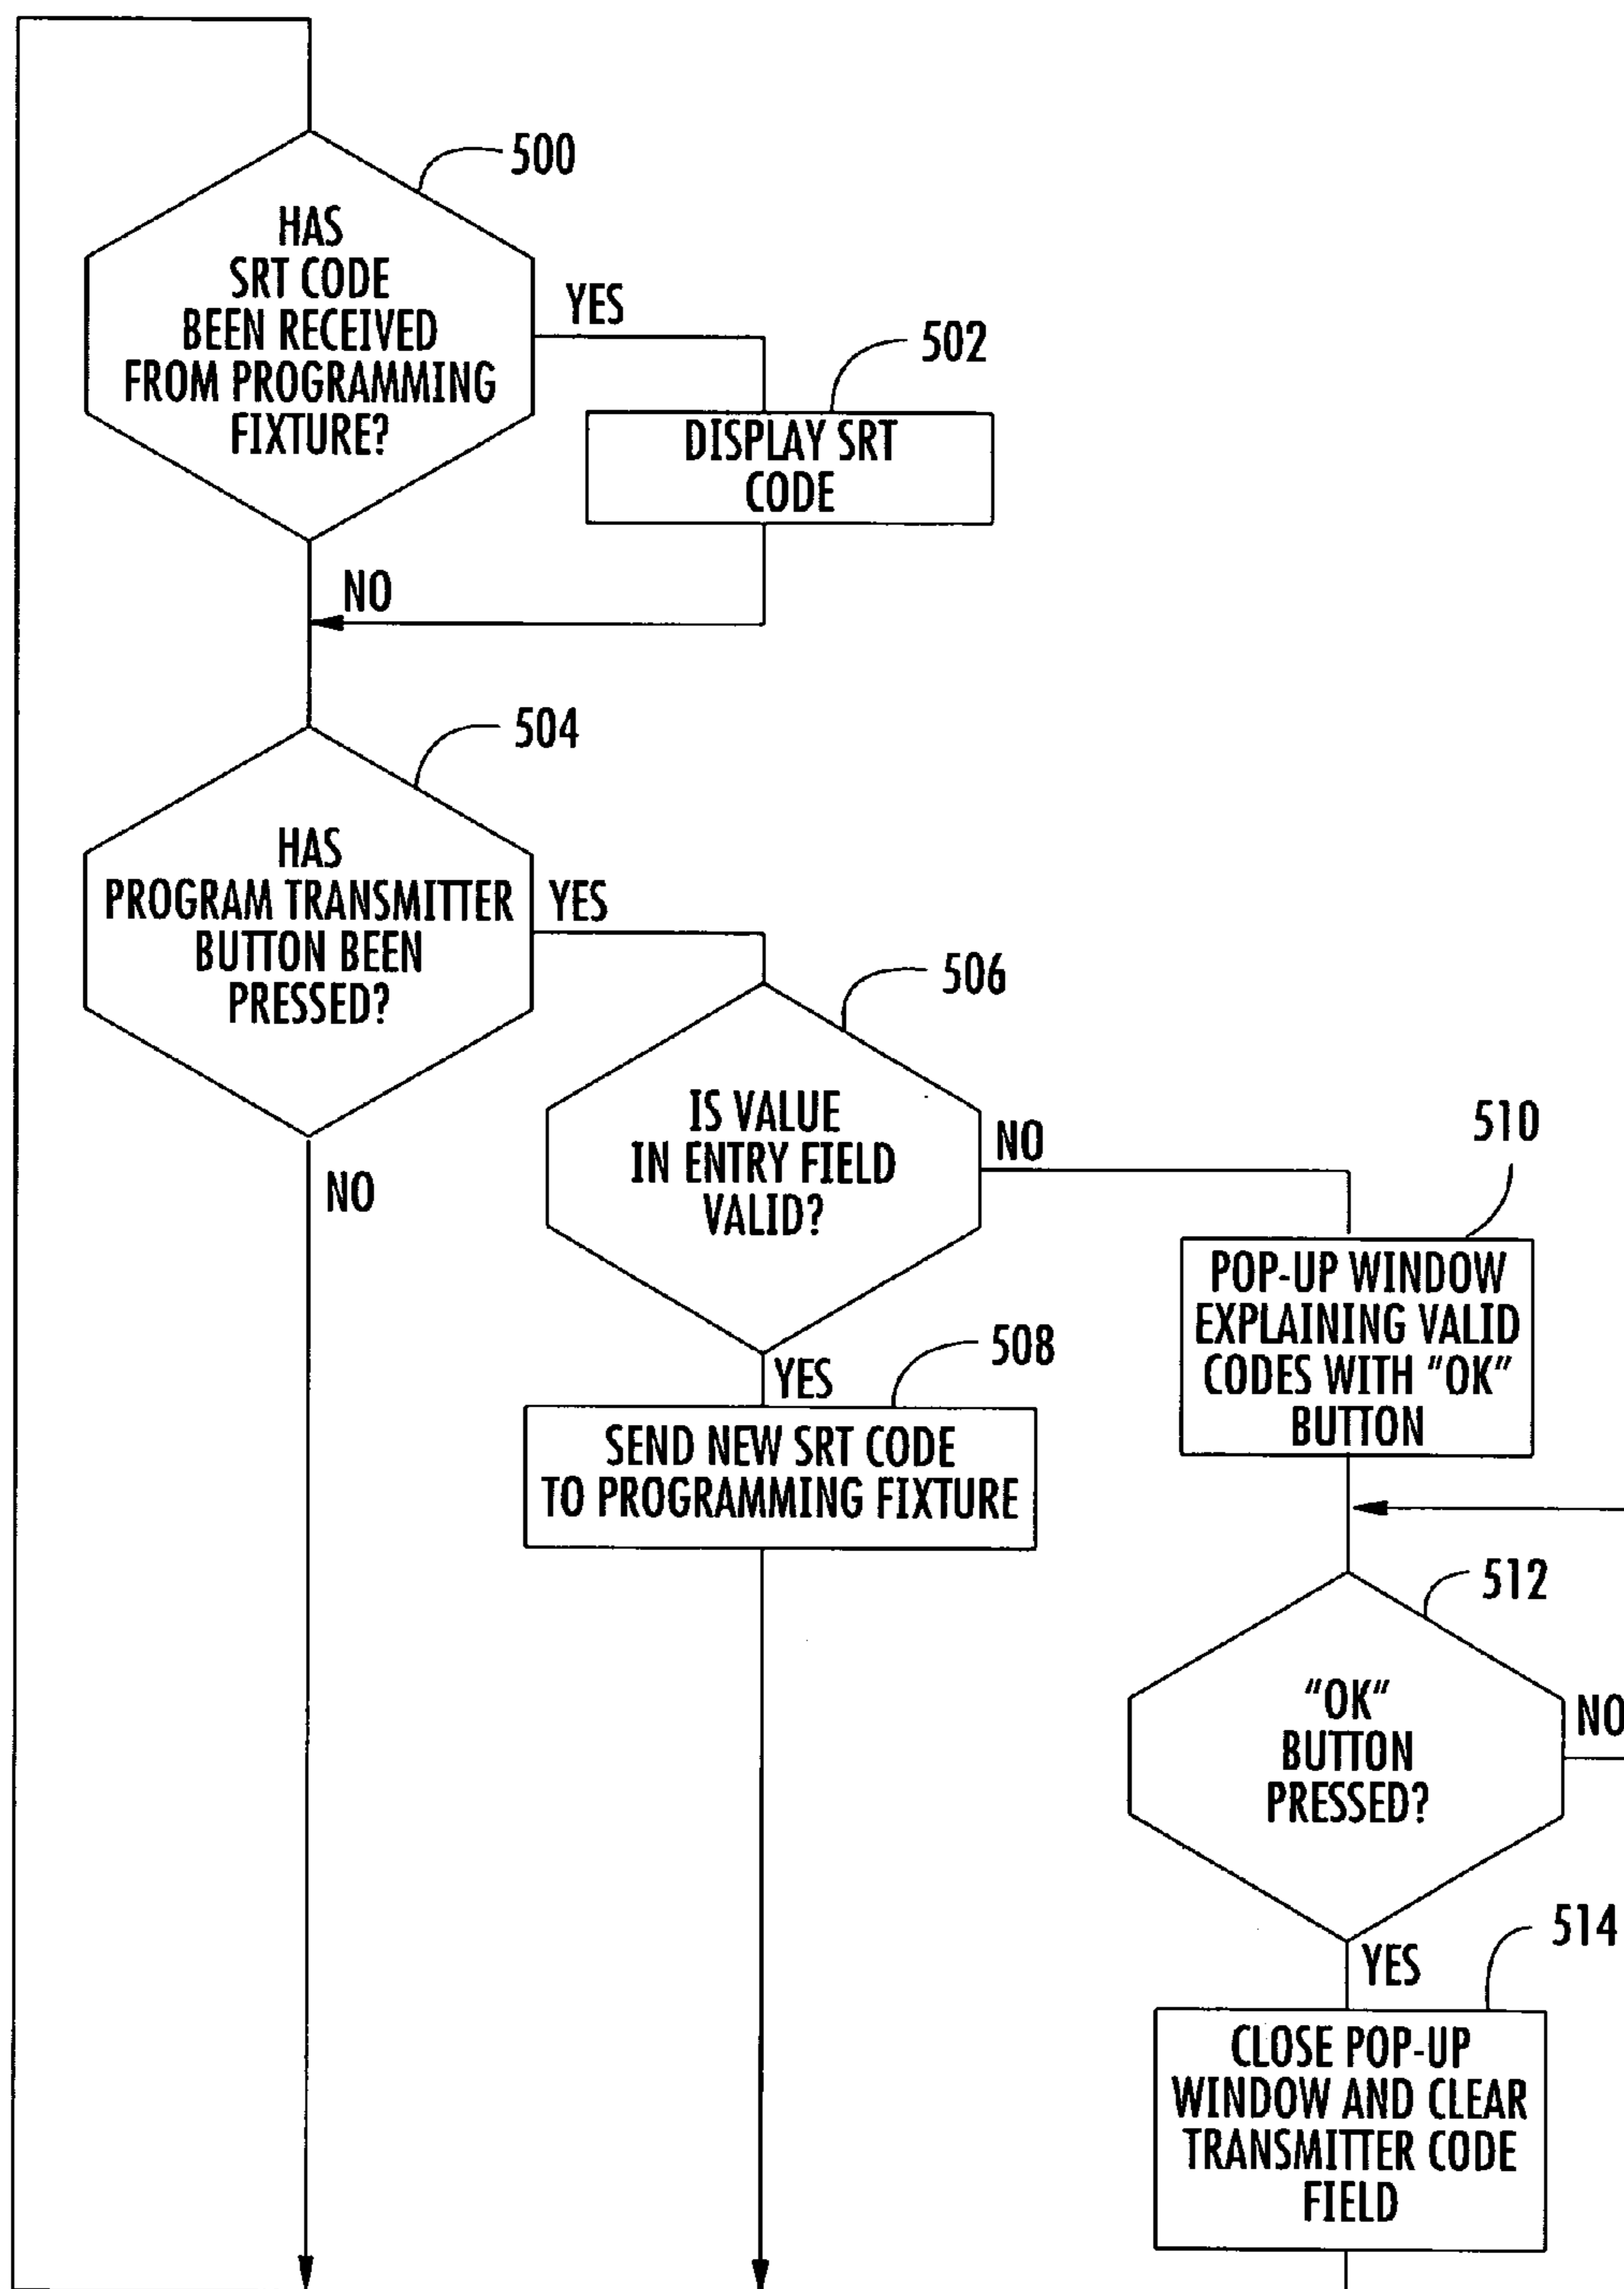 500
HAS
SRT CODE
BEEN RECEIVED
FROM PROGRAMMING
FIXTURE?
YES
502
DISPLAY SRT
CODE
NO
504
HAS
PROGRAM TRANSMITTER
BUTTON BEEN
PRESSED?
YES
NO
506
IS VALUE
IN ENTRY FIELD
VALID?
NO
YES
508
SEND NEW SRT CODE
TO PROGRAMMING FIXTURE
510
POP-UP WINDOW
EXPLAINING VALID
CODES WITH "OK"
BUTTON
512
"OK"
BUTTON
PRESSED?
NO
YES
514
CLOSE POP-UP
WINDOW AND CLEAR
TRANSMITTER CODE
FIELD